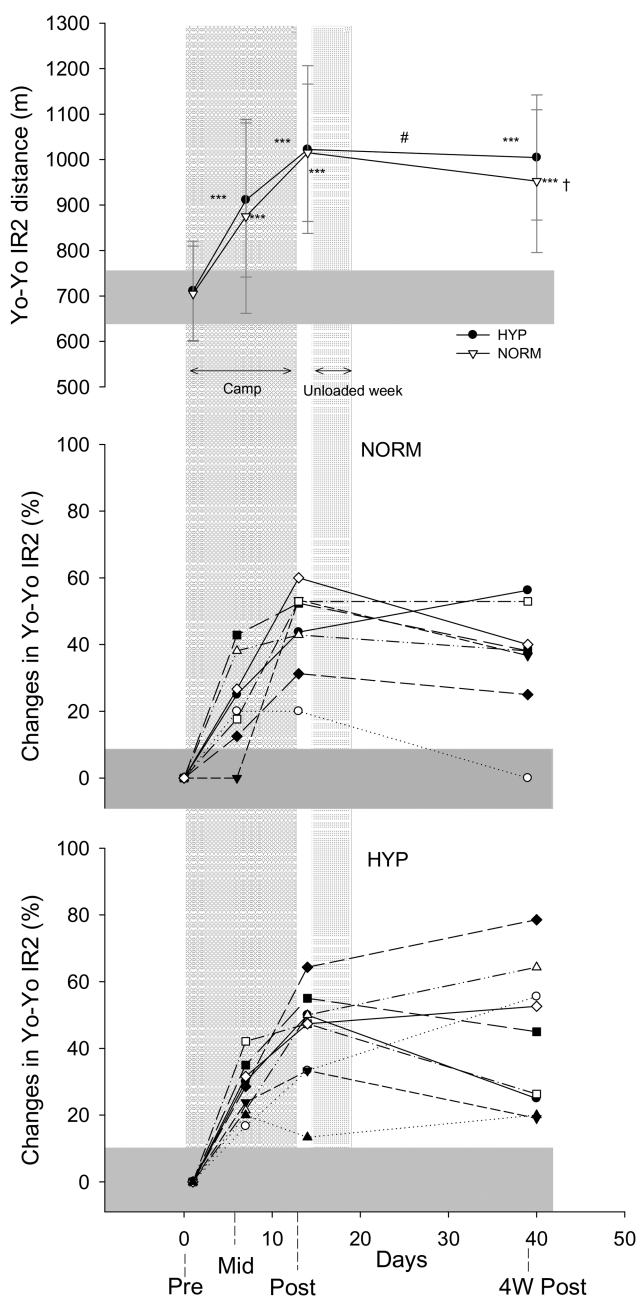 1300
1200
1100
1000
900
800
700
600
500
Yo-Yo IR2 distance (m)
*** *** *** *** # *** *** †
HYP
NORM
Camp
Unloaded week
NORM
100
80
60
40
20
0
Changes in Yo-Yo IR2 (%)
HYP
100
80
60
40
20
0
Changes in Yo-Yo IR2 (%)
0 10 20 30 40 50
Days
Mid
Pre Post 4W Post